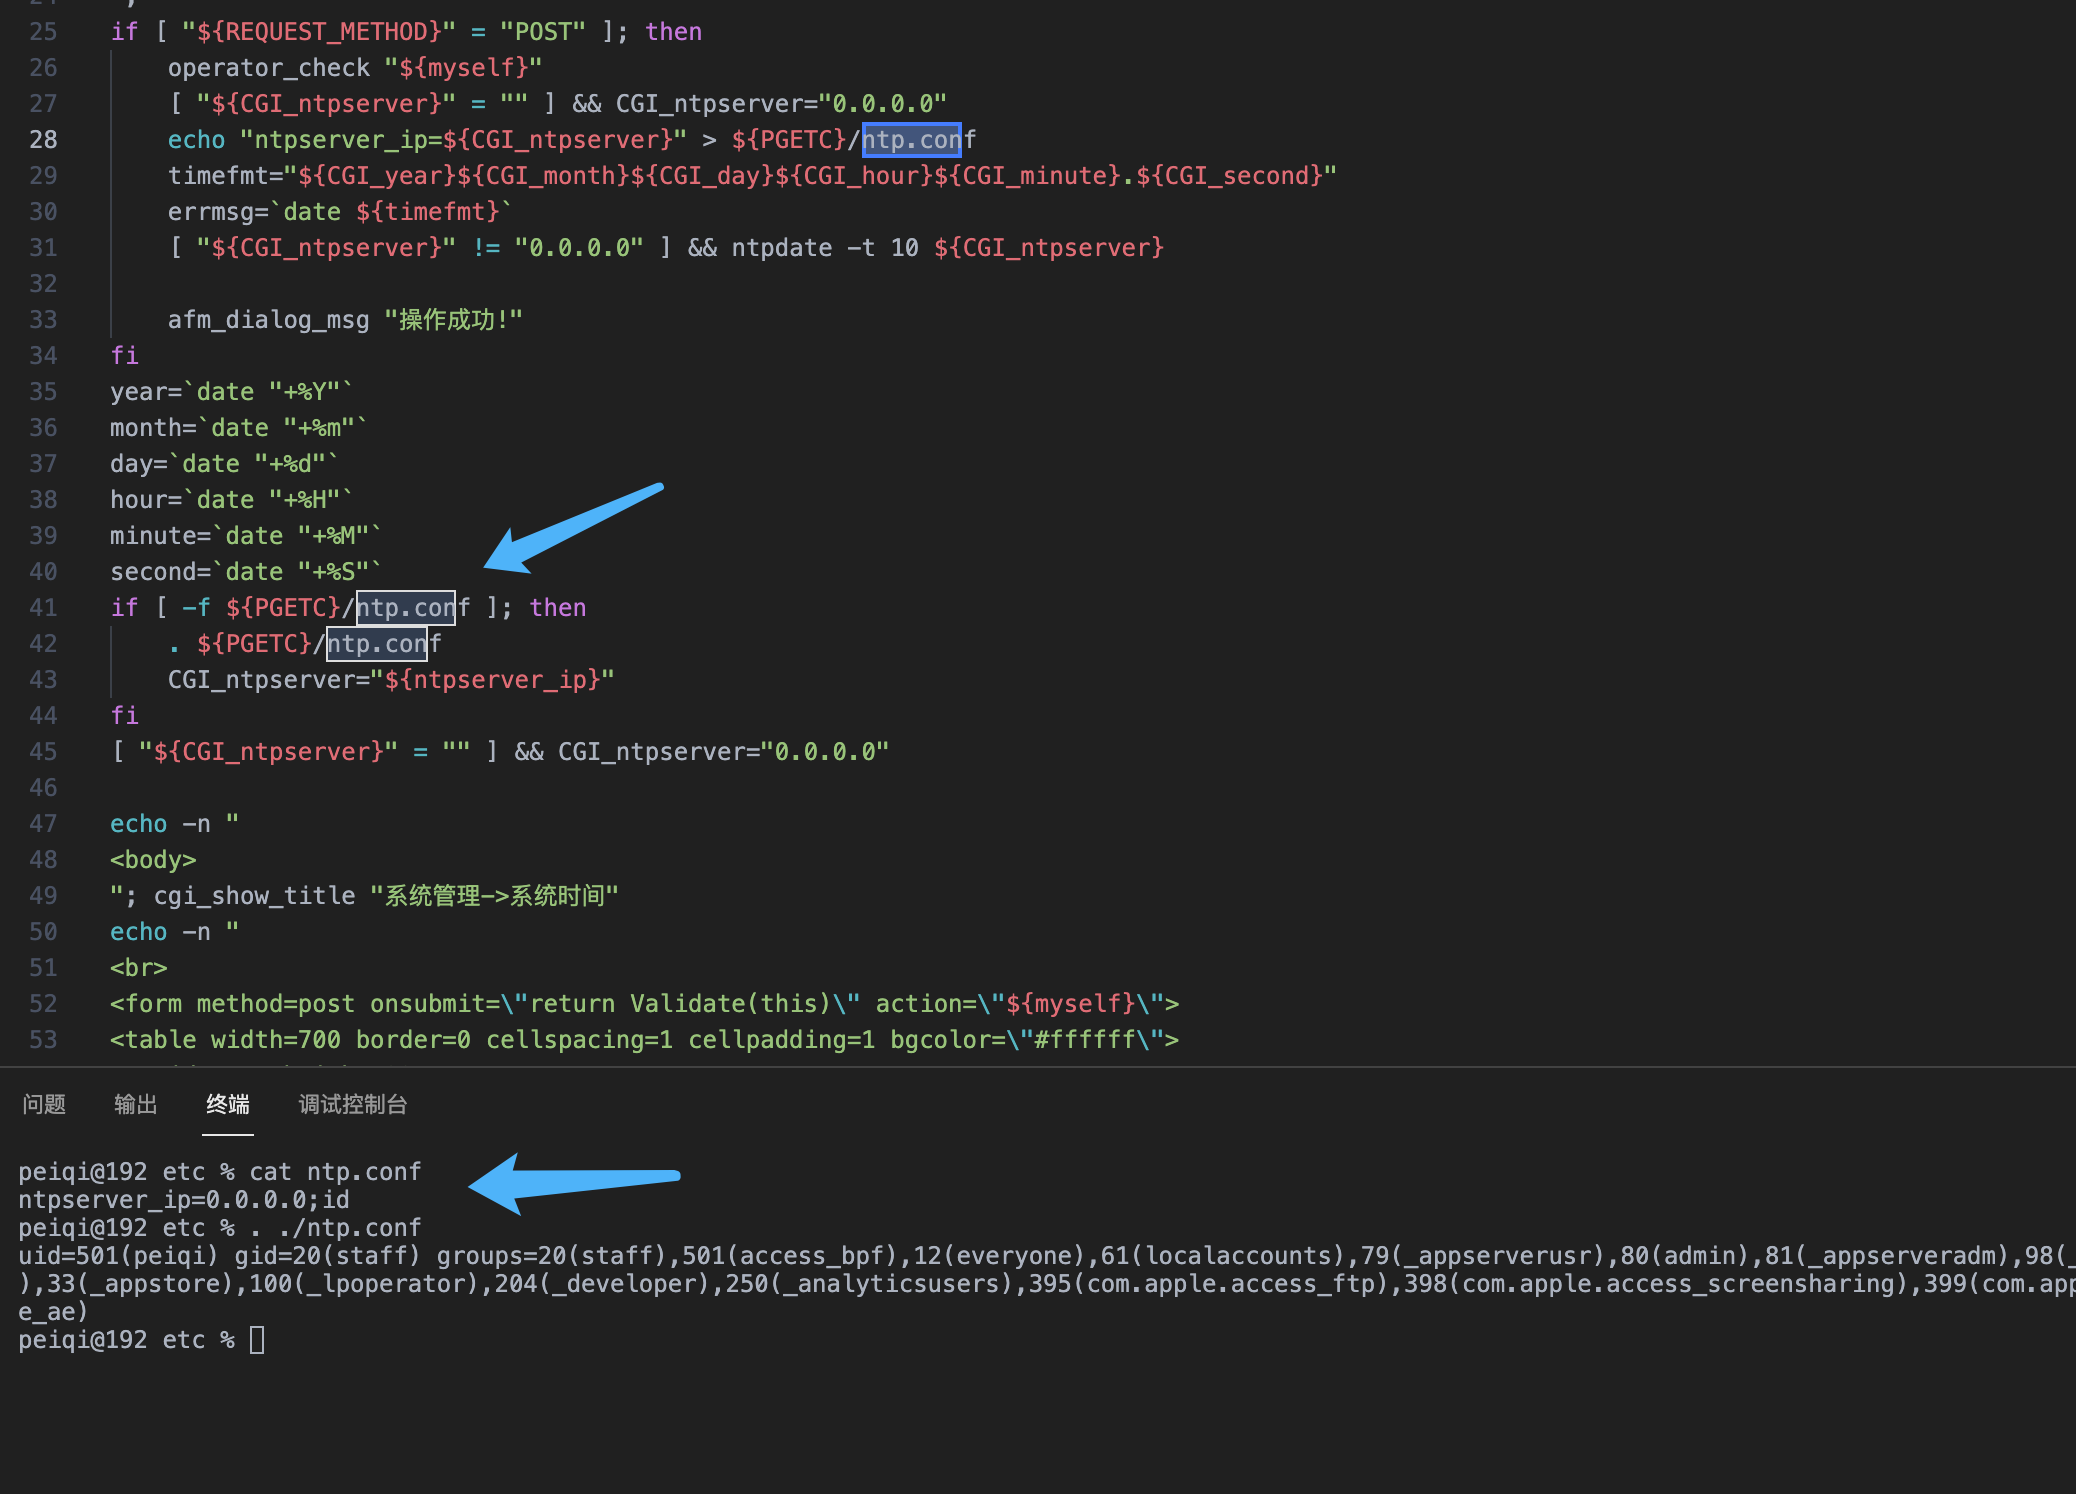 25 if [ "${REQUEST_METHOD}" = "POST" ]; then
26 operator_check "${myself}"
27 [ "${CGI_ntpserver}" = "" ] && CGI_ntpserver="0.0.0.0"
28 echo "ntpserver_ip=${CGI_ntpserver}" > ${PGETC}/ntp.conf
29 timefmt="${CGI_year}${CGI_month}${CGI_day}${CGI_hour}${CGI_minute}.${CGI_second}"
30 errmsg=`date ${timefmt}`
31 [ "${CGI_ntpserver}" != "0.0.0.0" ] && ntpdate -t 10 ${CGI_ntpserver}
32
33 afm_dialog_msg "操作成功!"
34 fi
35 year=`date "+%Y"`
36 month=`date "+%m"`
37 day=`date "+%d"`
38 hour=`date "+%H"`
39 minute=`date "+%M"`
40 second=`date "+%S"`
41 if [ -f ${PGETC}/ntp.conf ]; then
42 . ${PGETC}/ntp.conf
43 CGI_ntpserver="${ntpserver_ip}"
44 fi
45 [ "${CGI_ntpserver}" = "" ] && CGI_ntpserver="0.0.0.0"
46
47 echo -n "
48 <body>
49 "; cgi_show_title "系统管理->系统时间"
50 echo -n "
51 <br>
52 <form method=post onsubmit=\"return Validate(this)\" action=\"${myself}\">
53 <table width=700 border=0 cellspacing=1 cellpadding=1 bgcolor=\"#ffffff\">
问题 输出 终端 调试控制台
peiqi@192 etc % cat ntp.conf
ntpserver_ip=0.0.0.0;id
peiqi@192 etc % . ./ntp.conf
uid=501(peiqi) gid=20(staff) groups=20(staff),501(access_bpf),12(everyone),61(localaccounts),79(_appserverusr),80(admin),81(_appserveradm),98(_
),33(_appstore),100(_lpoperator),204(_developer),250(_analyticsusers),395(com.apple.access_ftp),398(com.apple.access_screensharing),399(com.app
e_ae)
peiqi@192 etc %